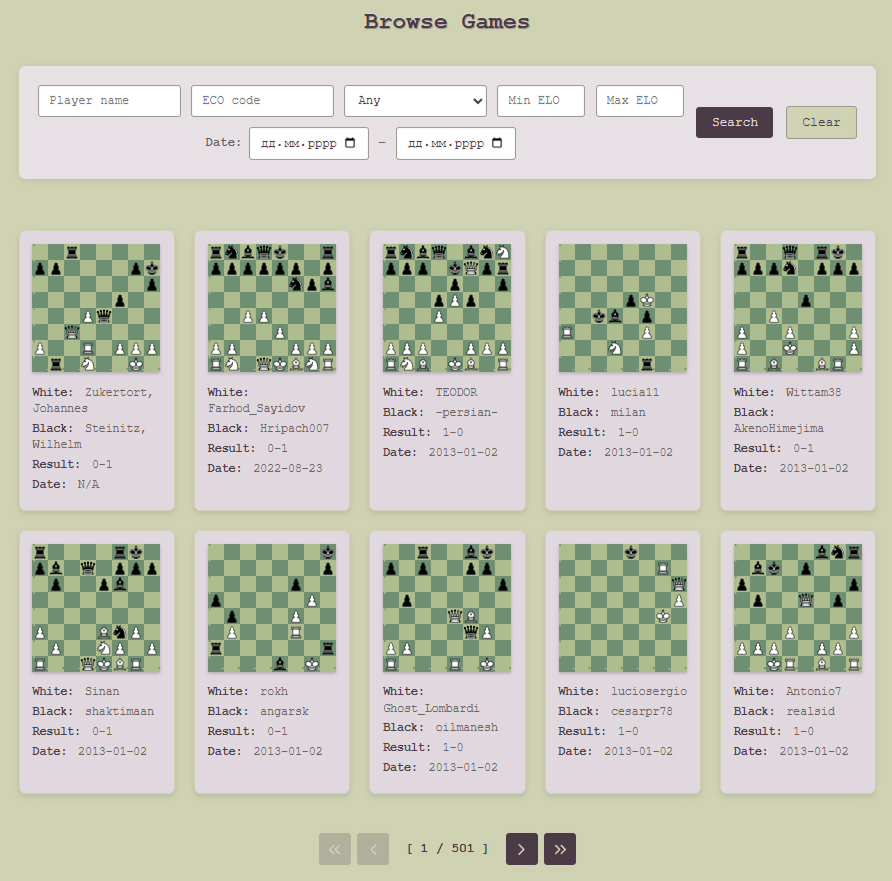 Browse Games
Player name
ECO code
Any
Min ELO
Max ELO
Search
Clear
Date: дд.мм.гггг – дд.мм.гггг
White: Zukertort,
Johannes
Black: Steinitz,
Wilhelm
Result: 0-1
Date: N/A
White:
Farhod_Sayidov
Black: Hripach007
Result: 0-1
Date: 2022-08-23
White: TEODOR
Black: -persian-
Result: 1-0
Date: 2013-01-02
White: lucia11
Black: milan
Result: 1-0
Date: 2013-01-02
White: Wittam38
Black:
AkenoHimejima
Result: 0-1
Date: 2013-01-02
White: Sinan
Black: shaktimaan
Result: 0-1
Date: 2013-01-02
White: rokh
Black: angarsk
Result: 0-1
Date: 2013-01-02
White:
Ghost_Lombardi
Black: oilmanesh
Result: 1-0
Date: 2013-01-02
White: luciosergio
Black: cesarpr78
Result: 1-0
Date: 2013-01-02
White: Antonio7
Black: realsid
Result: 1-0
Date: 2013-01-02
« ‹ [ 1 / 501 ] › »